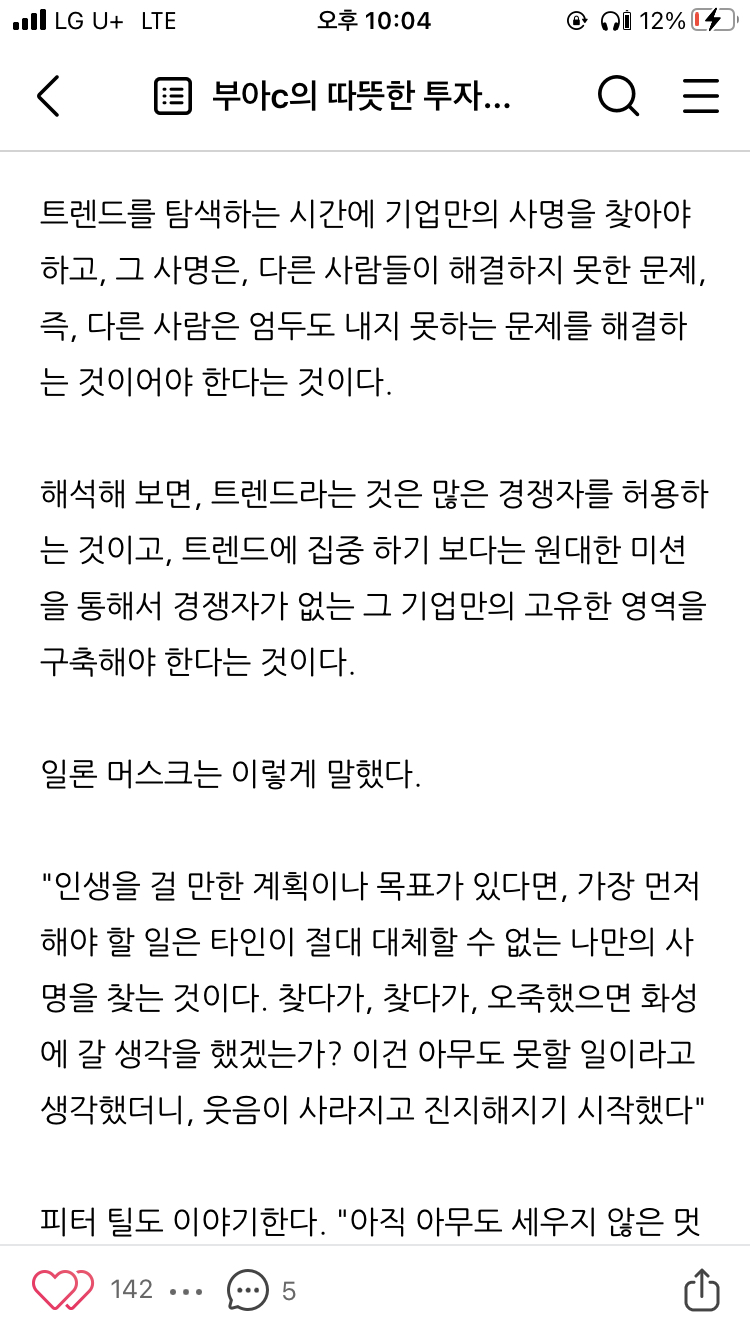 LG U+ LTE 오후 10:04 12%
부아c의 따뜻한 투자...
트렌드를 탐색하는 시간에 기업만의 사명을 찾아야
하고, 그 사명은, 다른 사람들이 해결하지 못한 문제,
즉, 다른 사람은 엄두도 내지 못하는 문제를 해결하
는 것이어야 한다는 것이다.
해석해 보면, 트렌드라는 것은 많은 경쟁자를 허용하
는 것이고, 트렌드에 집중 하기 보다는 원대한 미션
을 통해서 경쟁자가 없는 그 기업만의 고유한 영역을
구축해야 한다는 것이다.
일론 머스크는 이렇게 말했다.
"인생을 걸 만한 계획이나 목표가 있다면, 가장 먼저
해야 할 일은 타인이 절대 대체할 수 없는 나만의 사
명을 찾는 것이다. 찾다가, 찾다가, 오죽했으면 화성
에 갈 생각을 했겠는가? 이건 아무도 못할 일이라고
생각했더니, 웃음이 사라지고 진지해지기 시작했다"
피터 틸도 이야기한다. "아직 아무도 세우지 않은 멋
142 ... 5